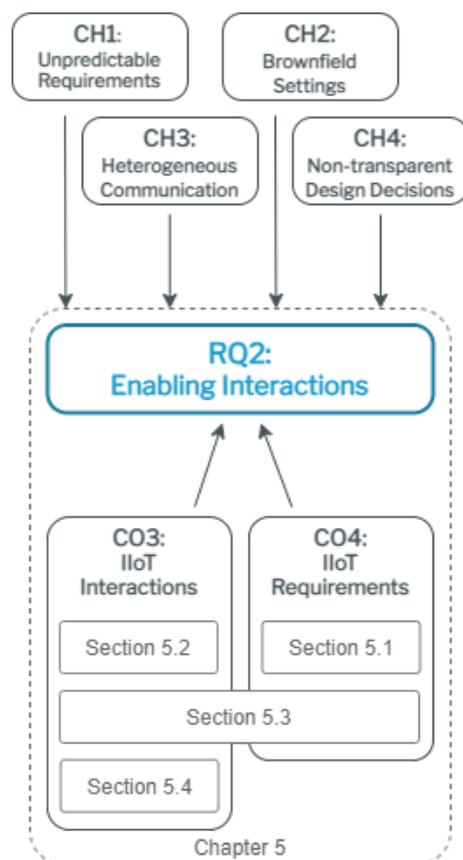 CH1:
Unpredictable
Requirements
CH2:
Brownfield
Settings
CH3:
Heterogeneous
Communication
CH4:
Non-transparent
Design Decisions
RQ2:
Enabling Interactions
CO3:
IIoT
Interactions
CO4:
IIoT
Requirements
Section 5.2
Section 5.1
Section 5.3
Section 5.4
Chapter 5